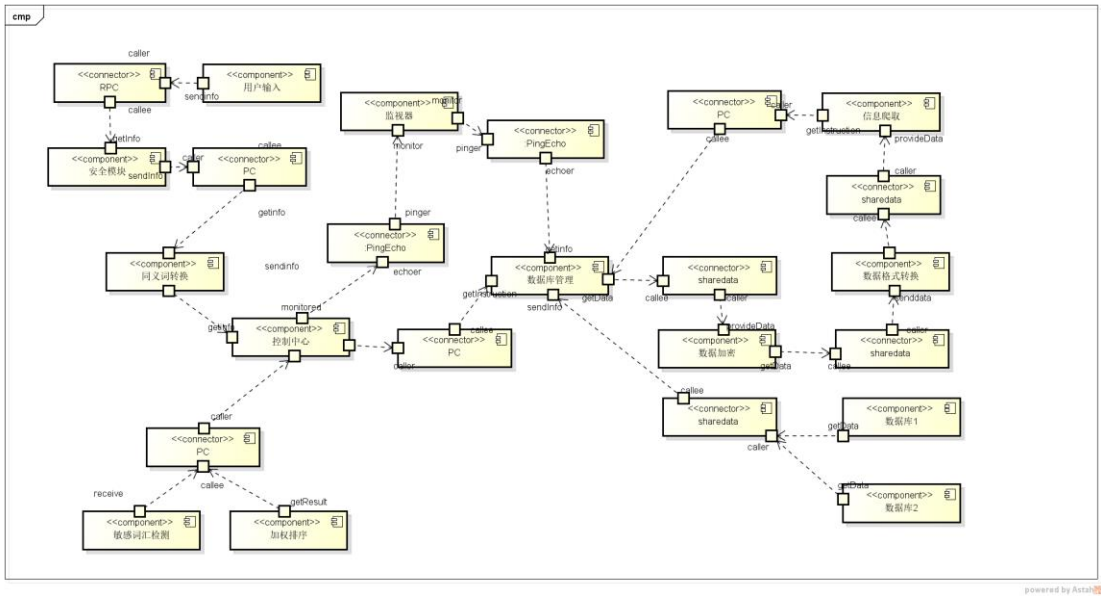 cmp
caller
<<connector>>
RPC
<<component>>
用户输入
sendinfo
callee
getInfo
<<component>>
安全模块
sendInfo
caller
callee
<<connector>>
PC
getinfo
<<component>>
同义词转换
sendinfo
getInfo
monitored
<<component>>
控制中心
caller
<<connector>>
PC
callee
receive
getResult
<<component>>
敏感词汇检测
<<component>>
加权排序
<<component>>
监视器
monitor
monitor
pinger
<<connector>>
PingEcho
echoer
<<connector>>
PingEcho
pinger
echoer
getInfo
<<component>>
数据库管理
getInstruction
sendInfo
getData
callee
<<connector>>
PC
caller
<<connector>>
PC
caller
callee
<<component>>
信息爬取
getInstruction
provideData
caller
<<connector>>
sharedata
callee
<<component>>
数据格式转换
senddata
caller
<<connector>>
sharedata
callee
<<connector>>
sharedata
callee
caller
provideData
<<component>>
数据加密
getData
callee
<<connector>>
sharedata
caller
<<component>>
数据库1
getData
<<component>>
数据库2
getData
powered by Astah